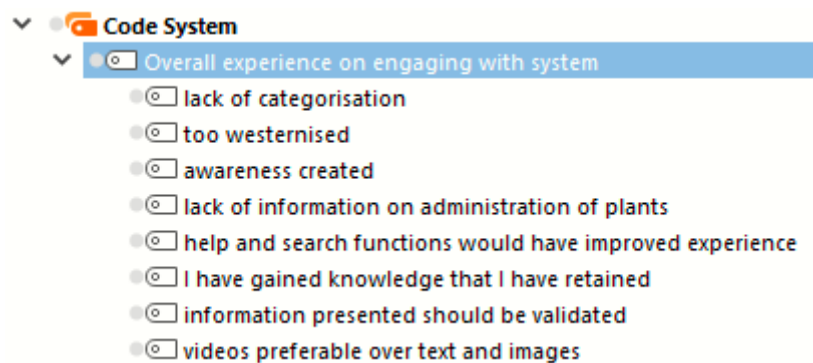 Code System
Overall experience on engaging with system
lack of categorisation
too westernised
awareness created
lack of information on administration of plants
help and search functions would have improved experience
I have gained knowledge that I have retained
information presented should be validated
videos preferable over text and images